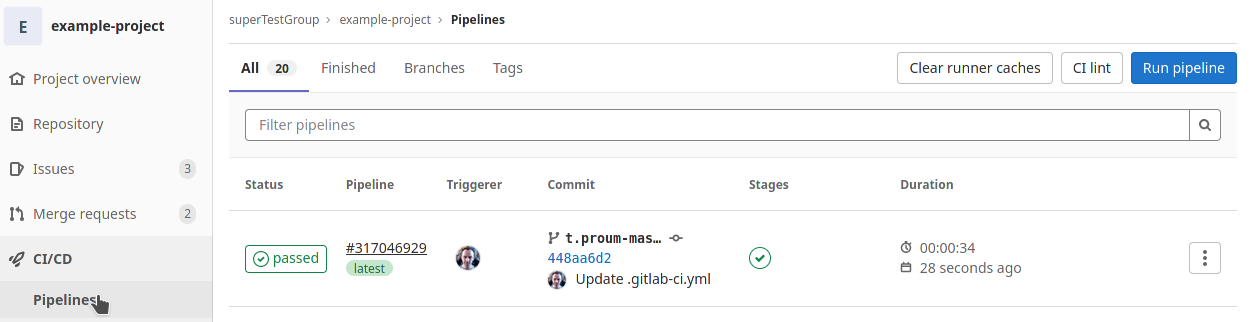 E example-project
Project overview
Repository
Issues 3
Merge requests 2
CI/CD
Pipelines
superTestGroup › example-project › Pipelines
All 20 Finished Branches Tags Clear runner caches CI lint Run pipeline
Filter pipelines
Status Pipeline Triggerer Commit Stages Duration
passed
#317046929
latest
t.proum-mas…
448aa6d2
Update .gitlab-ci.yml
00:00:34
28 seconds ago